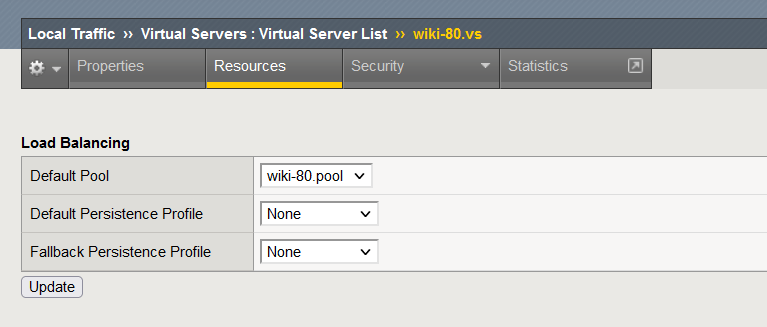 Local Traffic ›› Virtual Servers : Virtual Server List ›› wiki-80.vs
Properties Resources Security Statistics
Load Balancing
Default Pool wiki-80.pool
Default Persistence Profile None
Fallback Persistence Profile None
Update